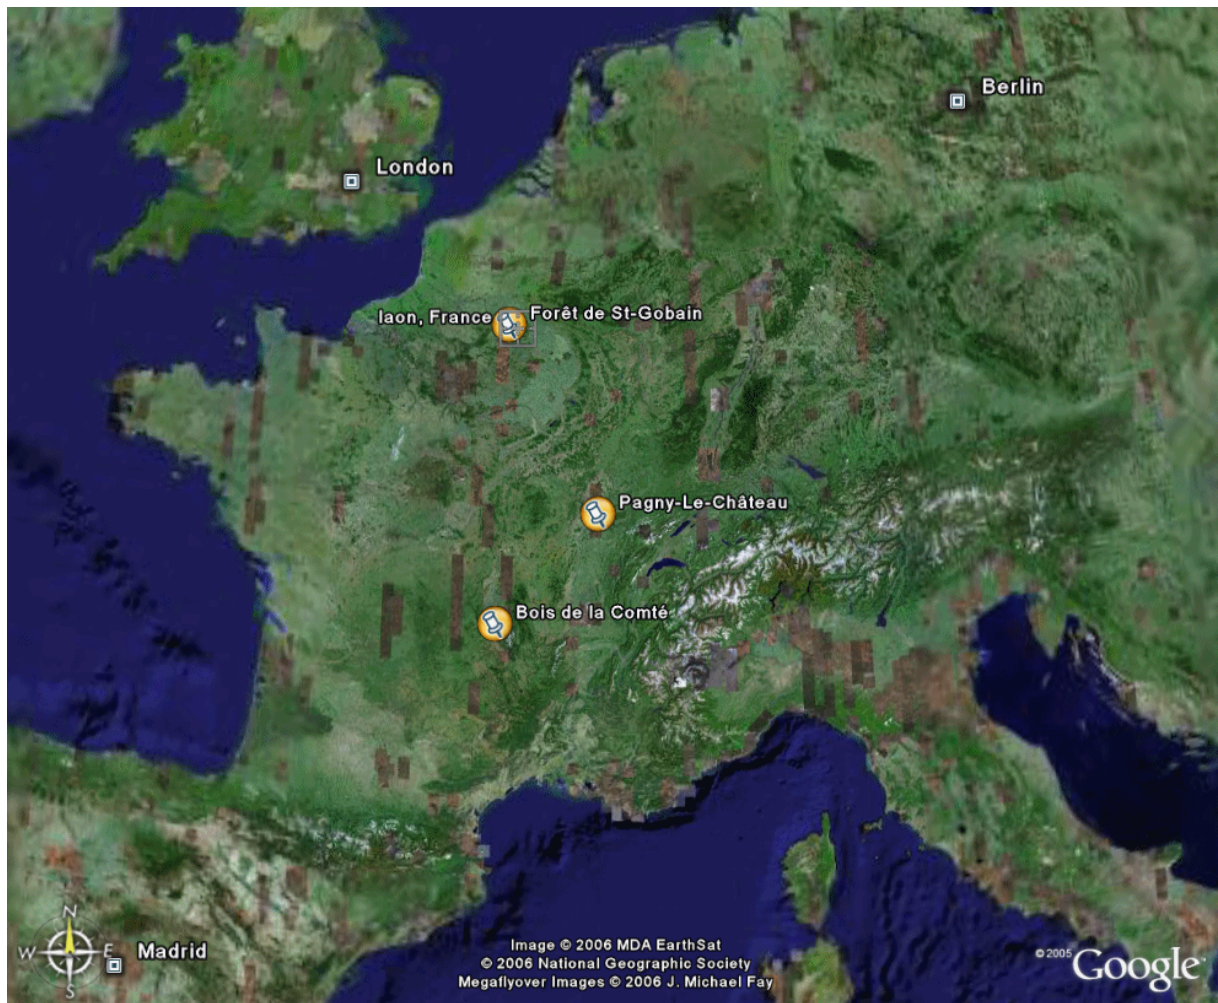 Berlin
London
laon, France
Forêt de St-Gobain
Pagny-Le-Château
Bois de la Comté
N
W E
S
Madrid
Image © 2006 MDA EarthSat
© 2006 National Geographic Society
Megaflyover Images © 2006 J. Michael Fay
©2005 Google